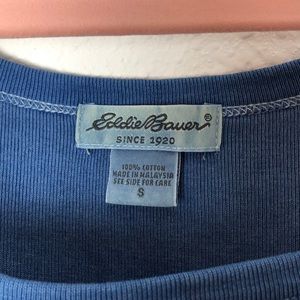 Eddie Bauer®
SINCE 1920
100% COTTON
MADE IN MALAYSIA
SEE SIDE FOR CARE
S